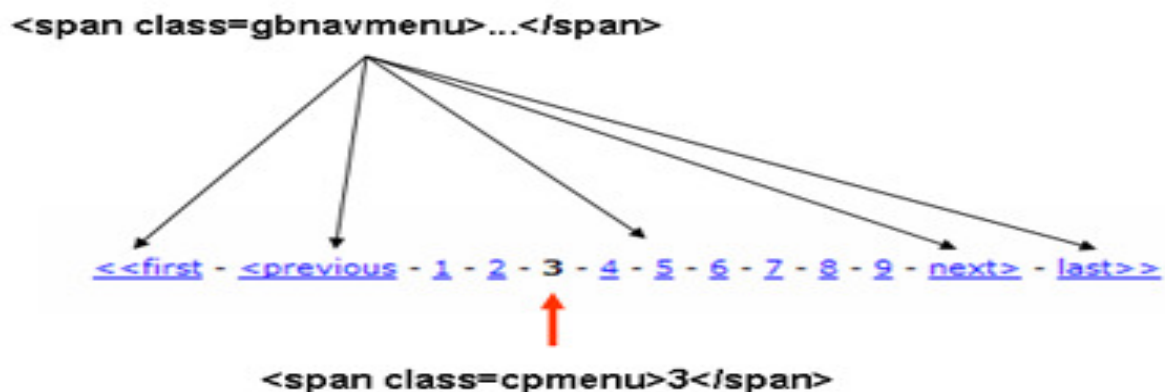 <span class=gbnavmenu>...</span>
<<first - <previous - 1 - 2 - 3 - 4 - 5 - 6 - 7 - 8 - 9 - next> - last>>
<span class=cpmenu>3</span>